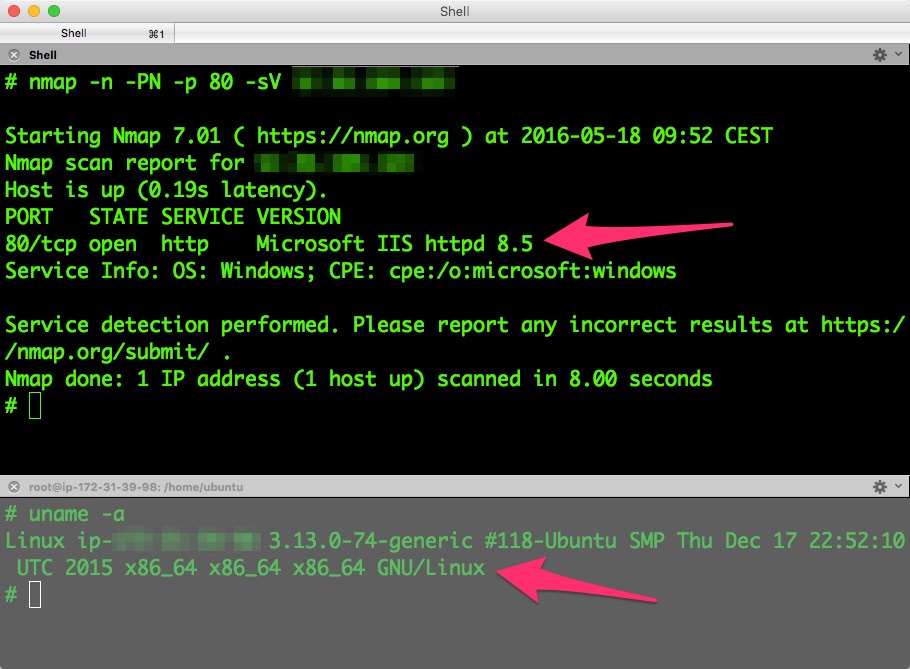 Shell
Shell ⌘1
Shell
# nmap -n -PN -p 80 -sV
Starting Nmap 7.01 ( https://nmap.org ) at 2016-05-18 09:52 CEST
Nmap scan report for
Host is up (0.19s latency).
PORT   STATE SERVICE VERSION
80/tcp open  http    Microsoft IIS httpd 8.5
Service Info: OS: Windows; CPE: cpe:/o:microsoft:windows
Service detection performed. Please report any incorrect results at https:/
/nmap.org/submit/ .
Nmap done: 1 IP address (1 host up) scanned in 8.00 seconds
#
root@ip-172-31-39-98: /home/ubuntu
# uname -a
Linux ip- 3.13.0-74-generic #118-Ubuntu SMP Thu Dec 17 22:52:10
UTC 2015 x86_64 x86_64 x86_64 GNU/Linux
#